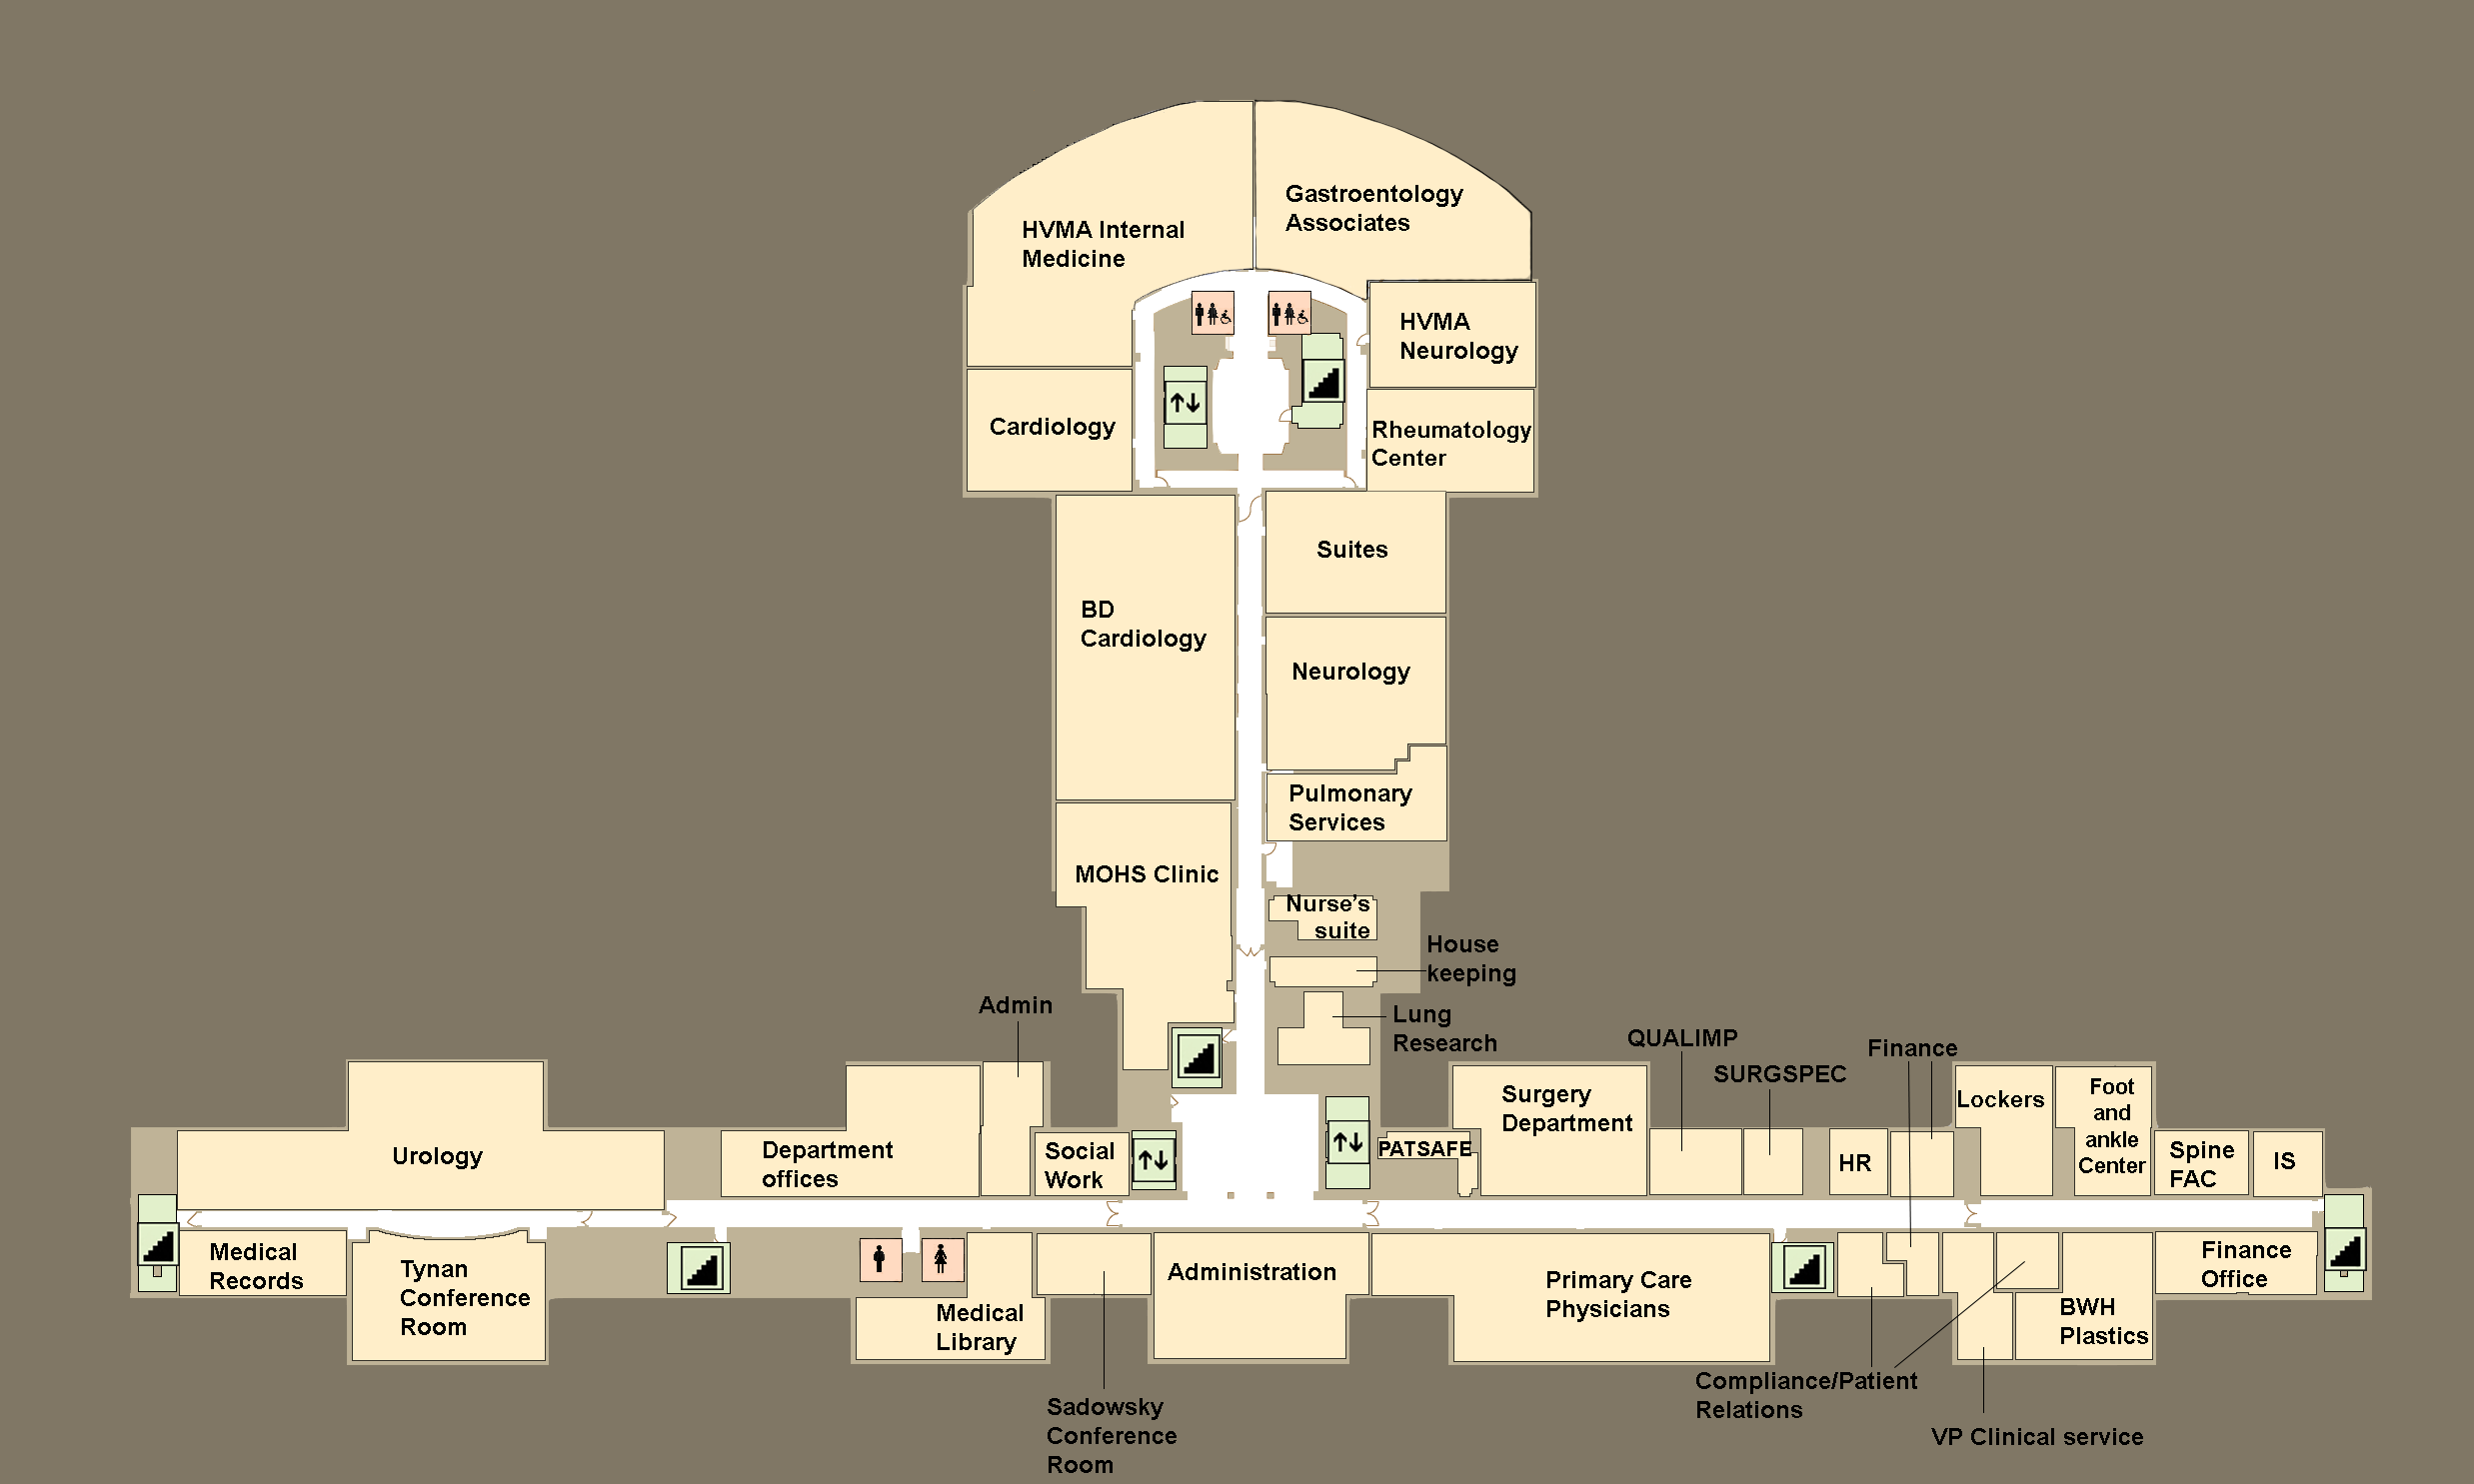 Gastroentology
Associates
HVMA Internal
Medicine
HVMA
Neurology
Cardiology
Rheumatology
Center
Suites
BD
Cardiology
Neurology
Pulmonary
Services
MOHS Clinic
Nurse's
suite
House
keeping
Lung
Research
Admin
QUALIMP
Finance
SURGSPEC
Surgery
Department
Lockers
Foot
and
ankle
Center
Urology
Department
offices
Social
Work
PATSAFE
HR
Spine
FAC
IS
Medical
Records
Tynan
Conference
Room
Medical
Library
Administration
Primary Care
Physicians
Finance
Office
BWH
Plastics
Compliance/Patient
Relations
Sadowsky
Conference
Room
VP Clinical service